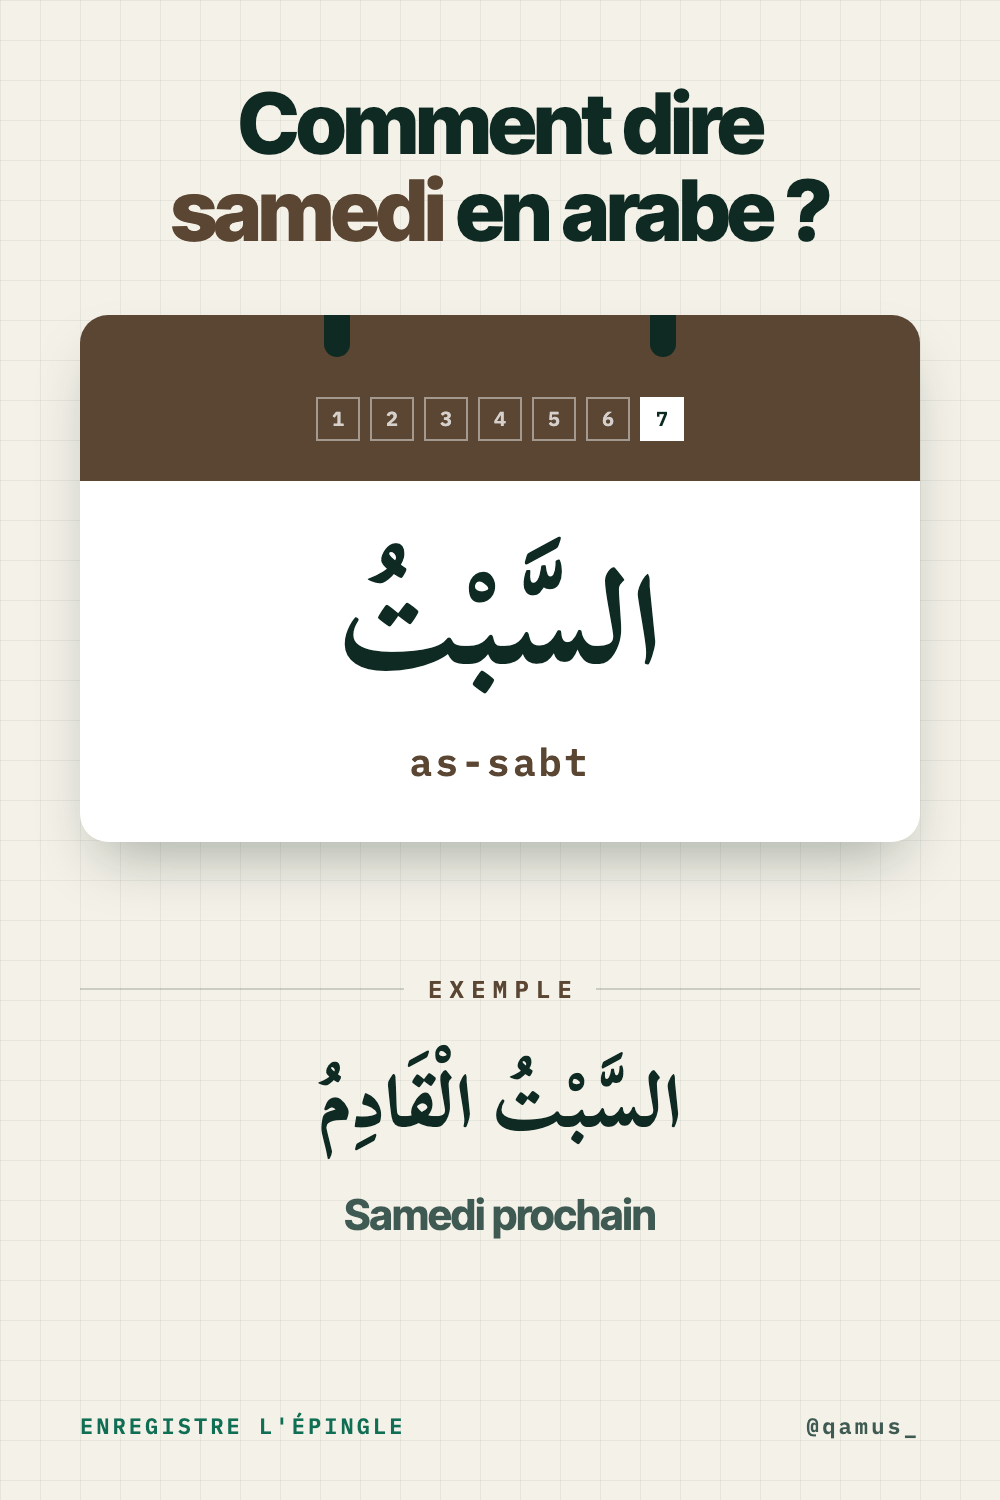 Comment dire
samedi en arabe ?
1 2 3 4 5 6 7
السَّبْتُ
as-sabt
EXEMPLE
السَّبْتُ الْقَادِمُ
Samedi prochain
ENREGISTRE L'ÉPINGLE
@qamus_